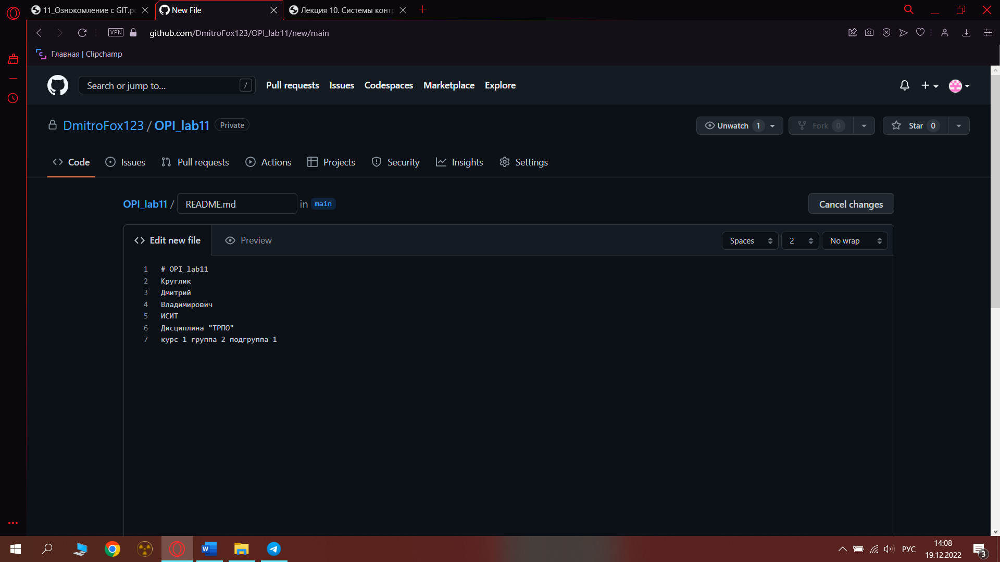 11_Ознокомление с GIT.pd
New File
Лекция 10. Системы конт
VPN
github.com/DmitroFox123/OPI_lab11/new/main
Главная | Clipchamp
Search or jump to...
/
Pull requests
Issues
Codespaces
Marketplace
Explore
DmitroFox123 / OPI_lab11
Private
Unwatch 1
Fork 0
Star 0
Code
Issues
Pull requests
Actions
Projects
Security
Insights
Settings
OPI_lab11 / README.md in main
Cancel changes
Edit new file
Preview
Spaces
2
No wrap
1 # OPI_lab11
2 Круглик
3 Дмитрий
4 Владимирович
5 ИСИТ
6 Дисциплина "ТРПО"
7 курс 1 группа 2 подгруппа 1
РУС
14:08
19.12.2022
3